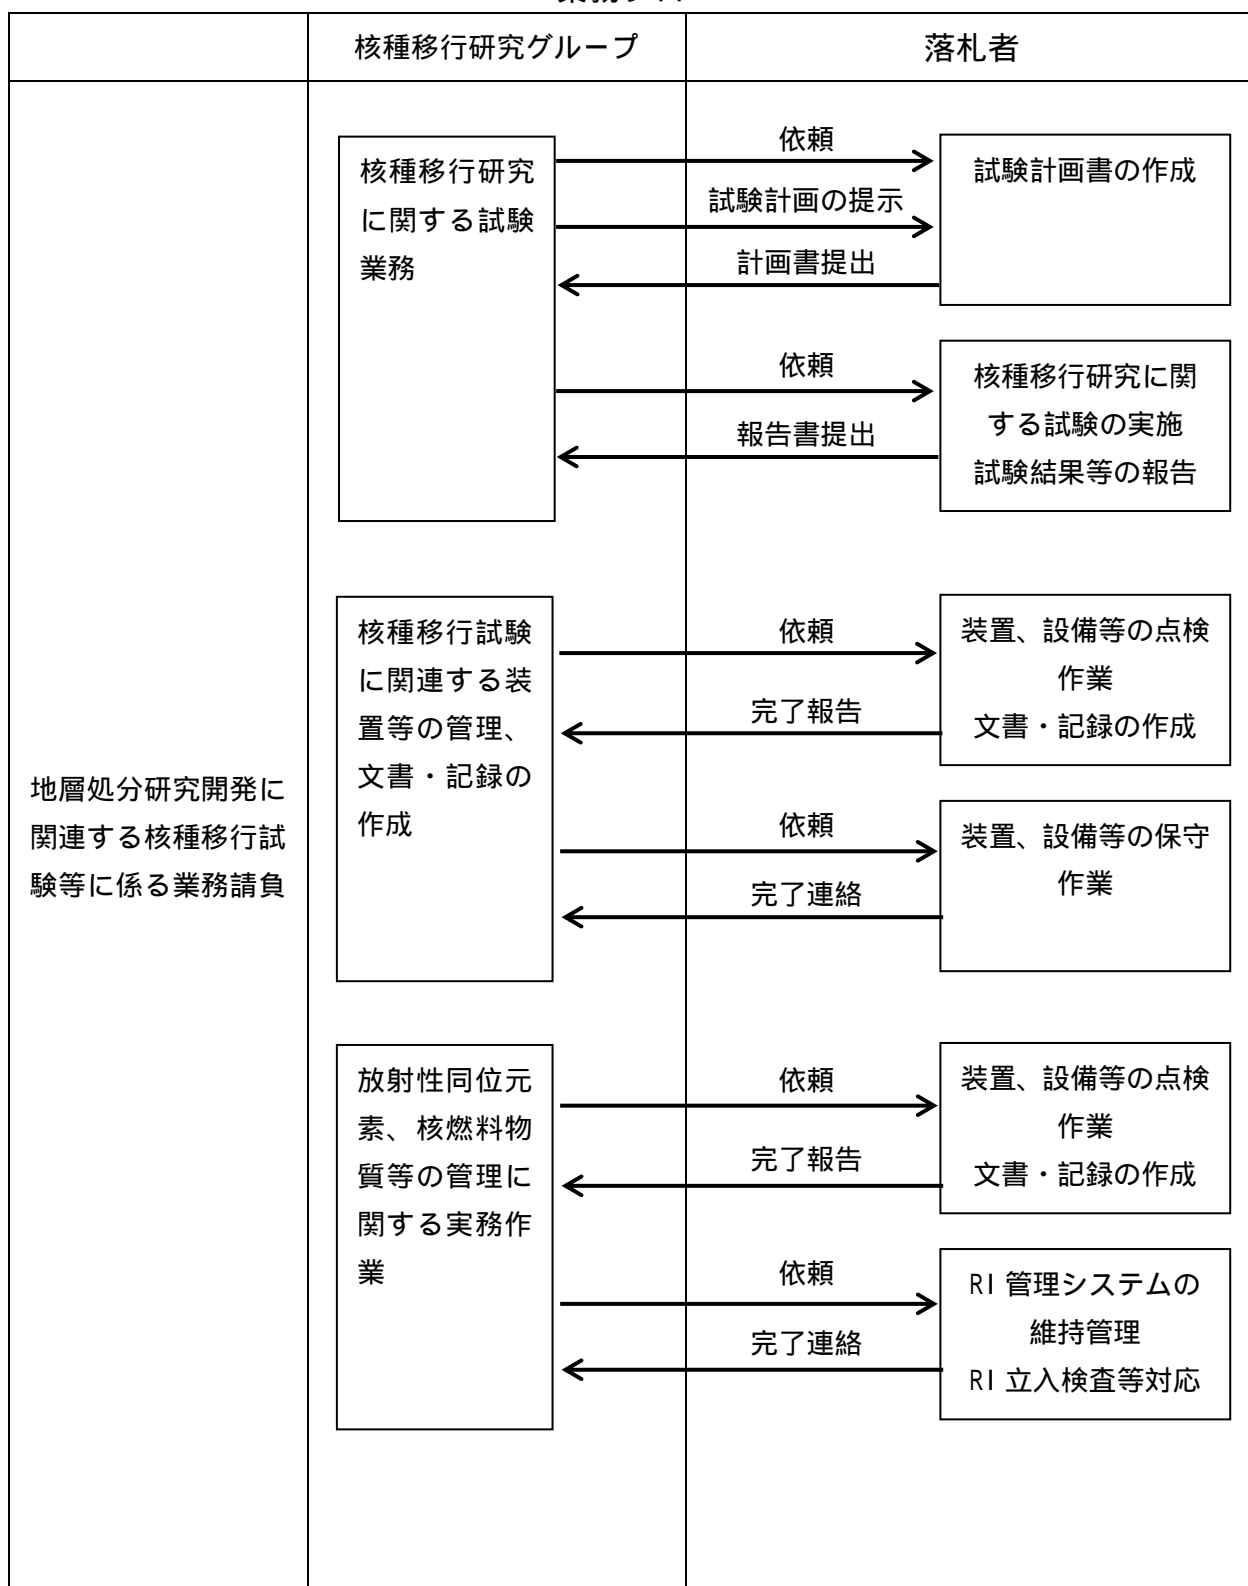 核種移行研究グループ
落札者
地層処分研究開発に
関連する核種移行試
験等に係る業務請負
核種移行研究
に関する試験
業務
依頼
試験計画の提示
計画書提出
試験計画書の作成
依頼
報告書提出
核種移行研究に関
する試験の実施
試験結果等の報告
核種移行試験
に関連する装
置等の管理、
文書・記録の
作成
依頼
完了報告
装置、設備等の点検
作業
文書・記録の作成
依頼
完了連絡
装置、設備等の保守
作業
放射性同位元
素、核燃料物
質等の管理に
関する実務作
業
依頼
完了報告
装置、設備等の点検
作業
文書・記録の作成
依頼
完了連絡
RI 管理システムの
維持管理
RI 立入検査等対応